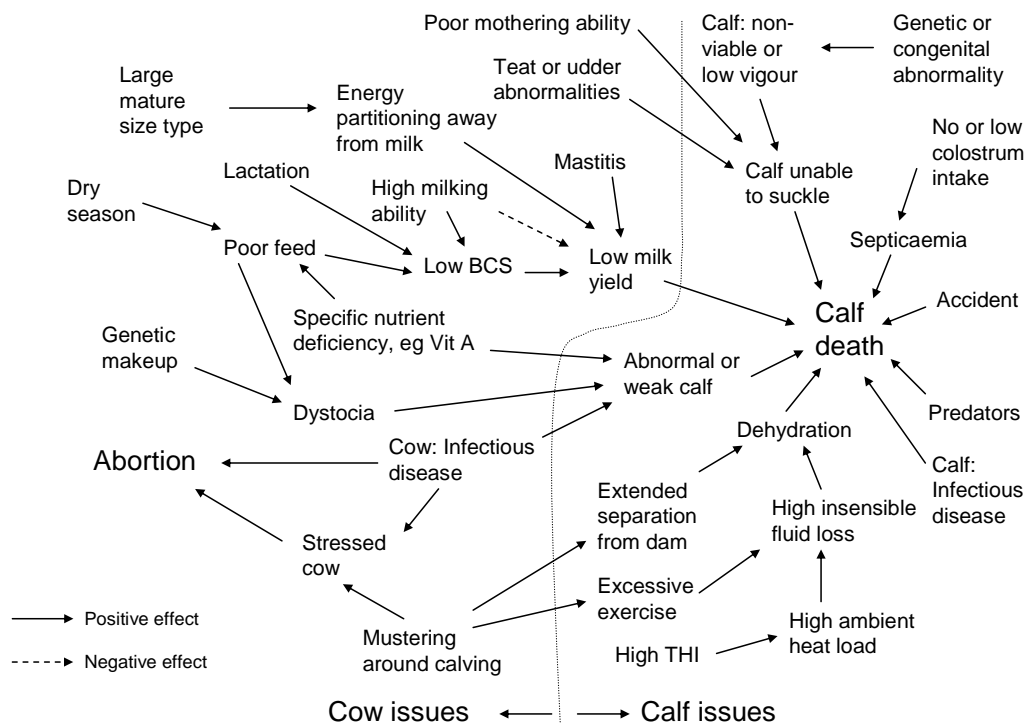 Poor mothering ability
Calf: non-
viable or
low vigour
Genetic or
congenital
abnormality
Teat or udder
abnormalities
Large
mature
size type
Energy
partitioning away
from milk
No or low
colostrum
intake
Mastitis
Calf unable
to suckle
Lactation
High milking
ability
Dry
season
Poor feed
Low BCS
Low milk
yield
Septicaemia
Accident
Calf
death
Specific nutrient
deficiency, eg Vit A
Genetic
makeup
Abnormal or
weak calf
Dystocia
Predators
Dehydration
Abortion
Cow: Infectious
disease
Calf:
Infectious
disease
Extended
separation
from dam
High insensible
fluid loss
Stressed
cow
Excessive
exercise
Positive effect
Mustering
around calving
High ambient
heat load
High THI
Negative effect
Cow issues
Calf issues